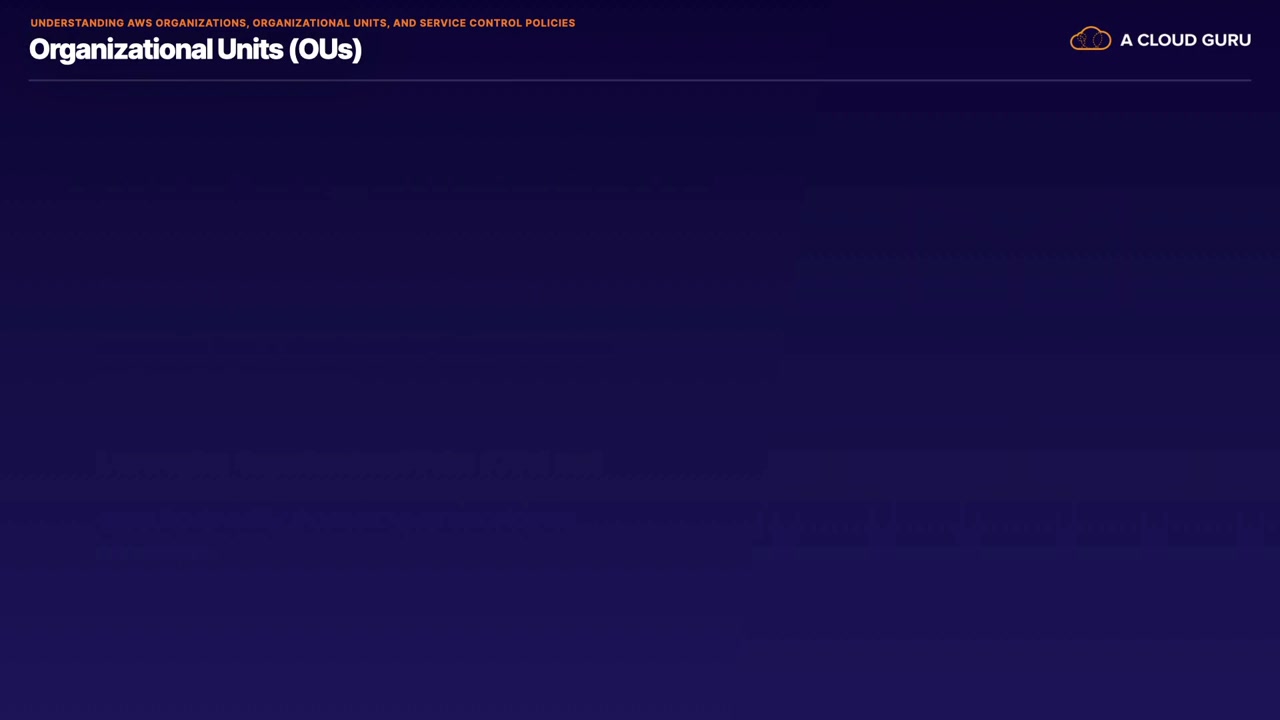 UNDERSTANDING AWS ORGANIZATIONS, ORGANIZATIONAL UNITS, AND SERVICE CONTROL POLICIES
Organizational Units (OUs)
A CLOUD GURU